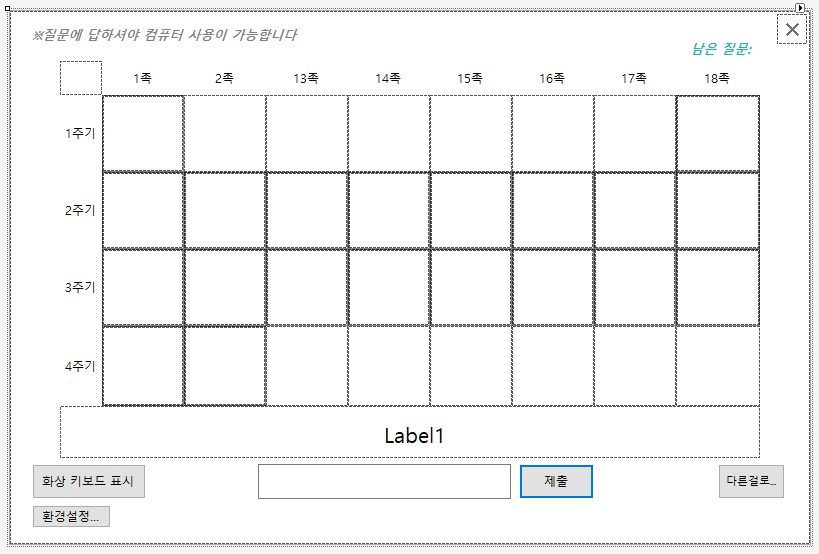 ※질문에 답하셔야 컴퓨터 사용이 가능합니다
남은 질문:
1족 2족 13족 14족 15족 16족 17족 18족
1주기
2주기
3주기
4주기
Label1
화상 키보드 표시 제출 다른걸로...
환경설정...